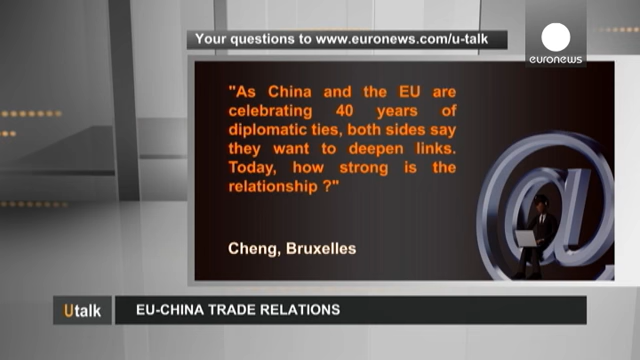 Your questions to www.euronews.com/u-talk
euronews
"As China and the EU are
celebrating 40 years of
diplomatic ties, both sides say
they want to deepen links.
Today, how strong is the
relationship ?"
Cheng, Bruxelles
@
Utalk
EU-CHINA TRADE RELATIONS